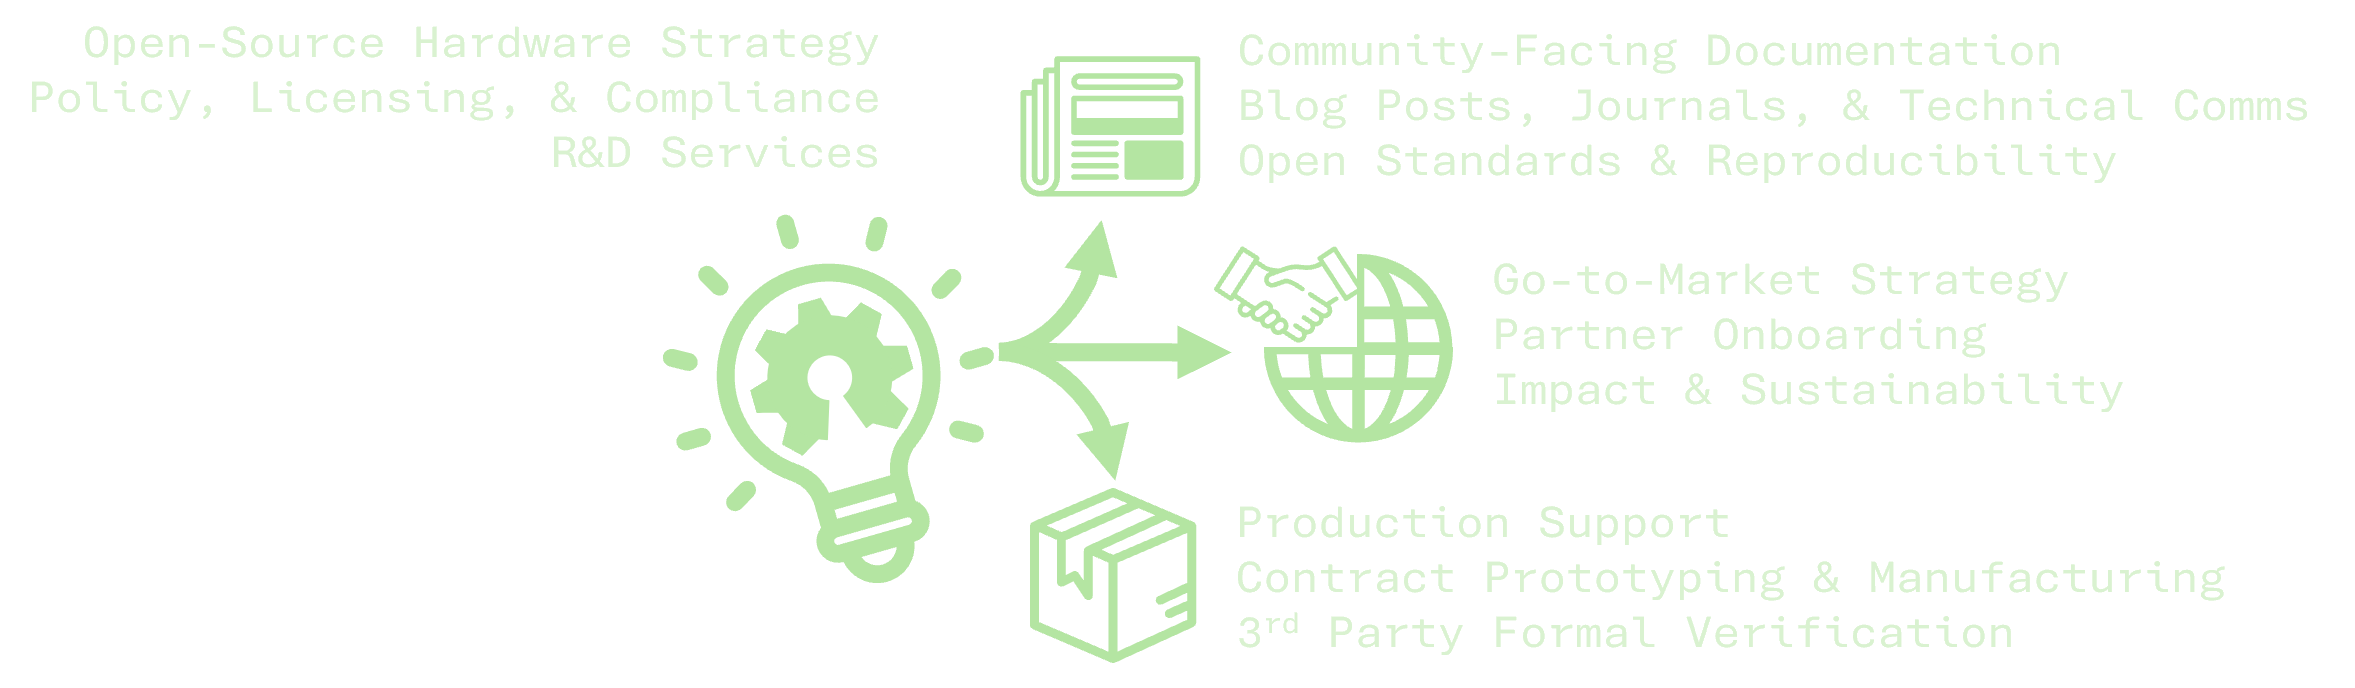 Open-Source Hardware Strategy
Policy, Licensing, & Compliance
R&D Services
Community-Facing Documentation
Blog Posts, Journals, & Technical Comms
Open Standards & Reproducibility
Go-to-Market Strategy
Partner Onboarding
Impact & Sustainability
Production Support
Contract Prototyping & Manufacturing
3rd Party Formal Verification